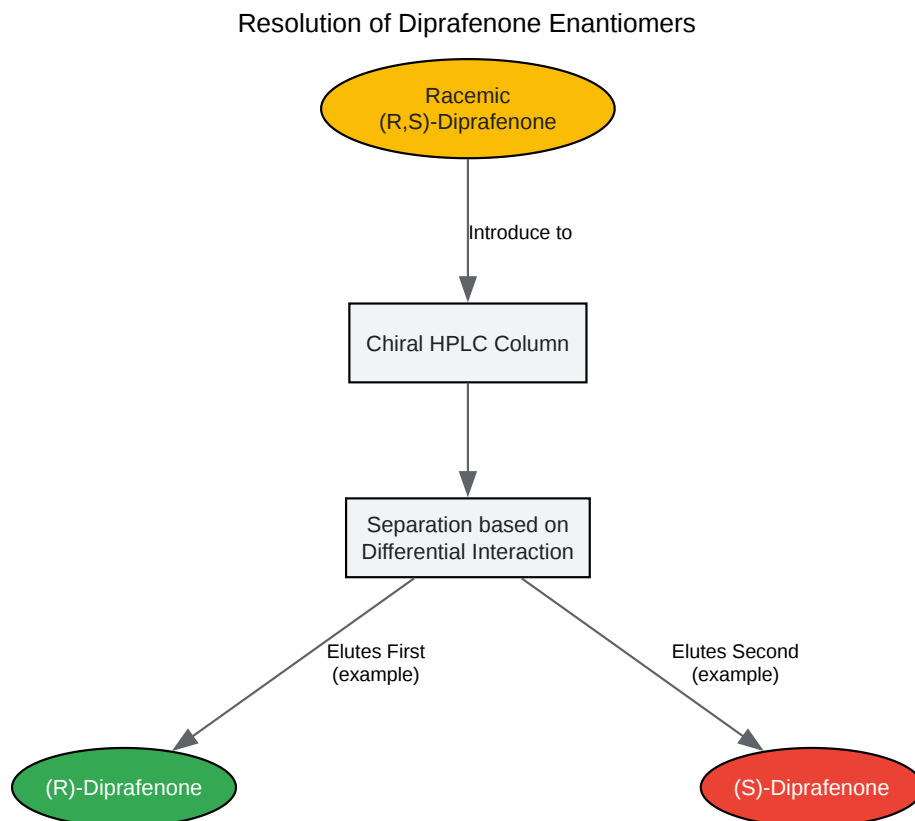 Resolution of Diprafenone Enantiomers
Racemic
(R,S)-Diprafenone
Introduce to
Chiral HPLC Column
Separation based on
Differential Interaction
Elutes First
(example)
Elutes Second
(example)
(R)-Diprafenone
(S)-Diprafenone